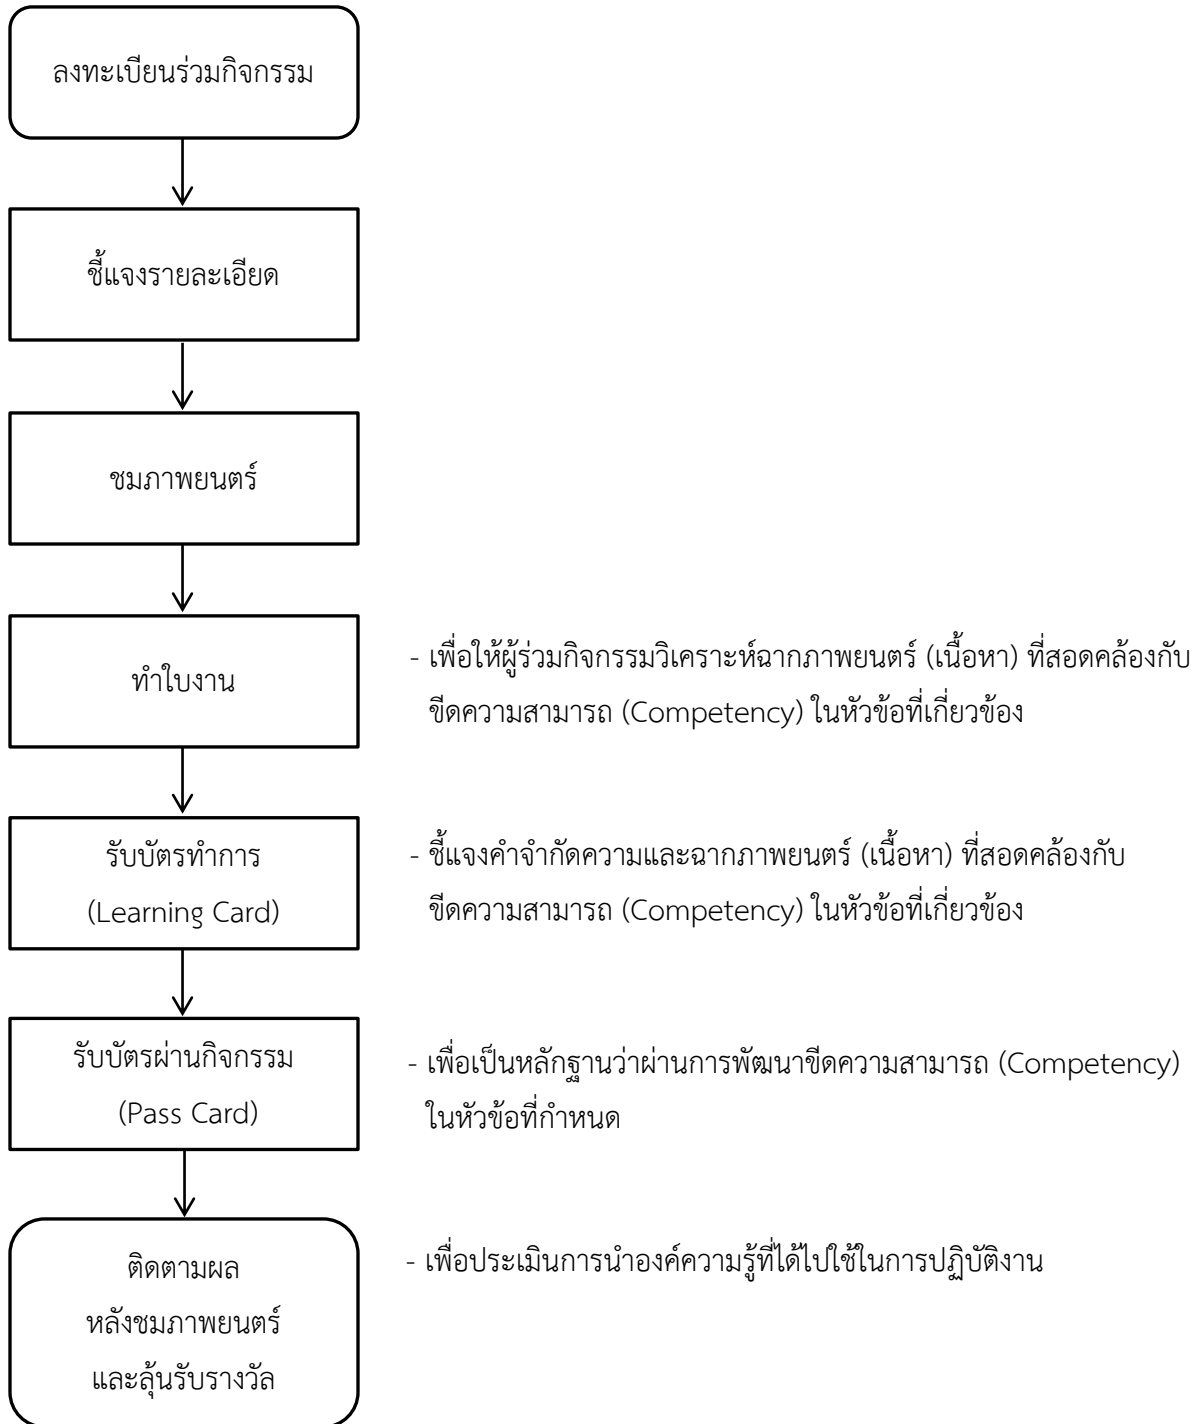 ลงทะเบียนร่วมกิจกรรม
ชี้แจงรายละเอียด
ชมภาพยนตร์
ทำใบงาน
- เพื่อให้ผู้ร่วมกิจกรรมวิเคราะห์ฉากภาพยนตร์ (เนื้อหา) ที่สอดคล้องกับ
ขีดความสามารถ (Competency) ในหัวข้อที่เกี่ยวข้อง
รับบัตรทำการ
(Learning Card)
- ชี้แจงคำจำกัดความและฉากภาพยนตร์ (เนื้อหา) ที่สอดคล้องกับ
ขีดความสามารถ (Competency) ในหัวข้อที่เกี่ยวข้อง
รับบัตรผ่านกิจกรรม
(Pass Card)
- เพื่อเป็นหลักฐานว่าผ่านการพัฒนาขีดความสามารถ (Competency)
ในหัวข้อที่กำหนด
ติดตามผล
หลังชมภาพยนตร์
และลุ้นรับรางวัล
- เพื่อประเมินการนำองค์ความรู้ที่ได้ไปใช้ในการปฏิบัติงาน